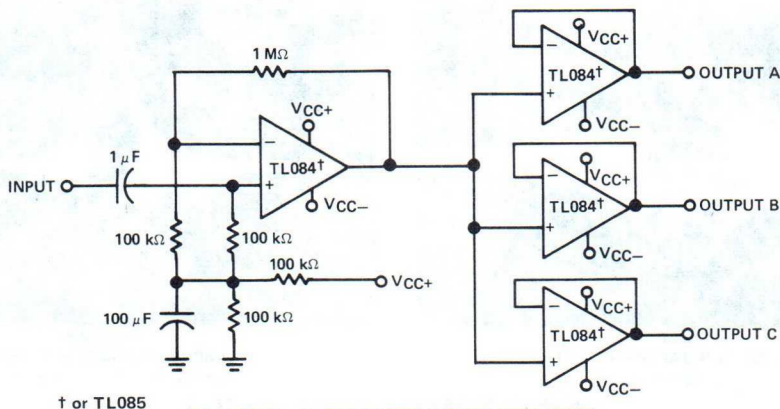 1 MΩ
VCC+
1 μF
TL084†
INPUT
VCC−
100 kΩ
100 kΩ
100 kΩ
VCC+
100 μF
100 kΩ
VCC+
TL084†
OUTPUT A
VCC−
VCC+
TL084†
OUTPUT B
VCC−
VCC+
TL084†
OUTPUT C
VCC−
† or TL085